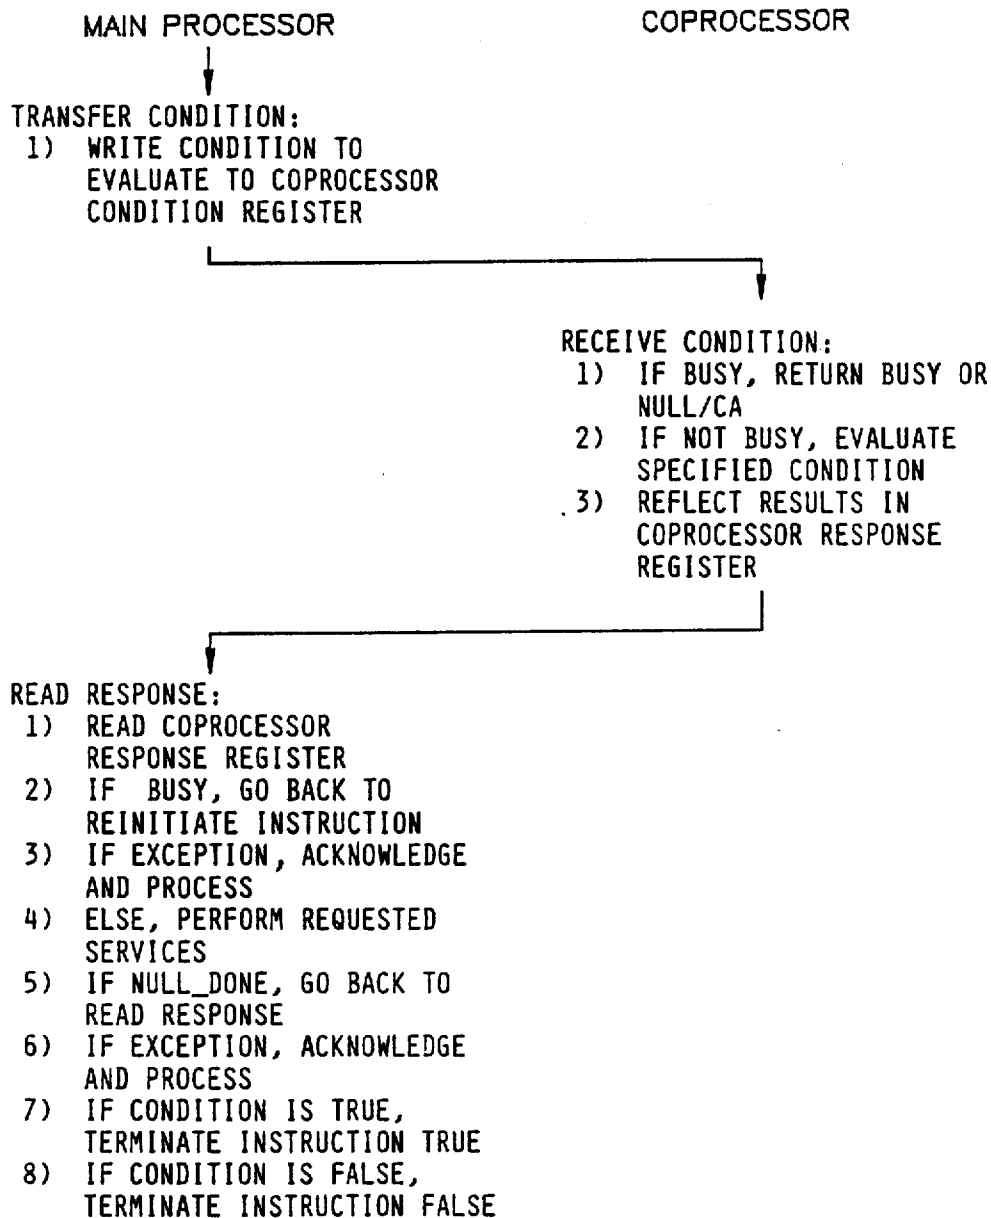 MAIN PROCESSOR
COPROCESSOR
TRANSFER CONDITION:
1) WRITE CONDITION TO
EVALUATE TO COPROCESSOR
CONDITION REGISTER
RECEIVE CONDITION:
1) IF BUSY, RETURN BUSY OR
NULL/CA
2) IF NOT BUSY, EVALUATE
SPECIFIED CONDITION
3) REFLECT RESULTS IN
COPROCESSOR RESPONSE
REGISTER
READ RESPONSE:
1) READ COPROCESSOR
RESPONSE REGISTER
2) IF BUSY, GO BACK TO
REINITIATE INSTRUCTION
3) IF EXCEPTION, ACKNOWLEDGE
AND PROCESS
4) ELSE, PERFORM REQUESTED
SERVICES
5) IF NULL_DONE, GO BACK TO
READ RESPONSE
6) IF EXCEPTION, ACKNOWLEDGE
AND PROCESS
7) IF CONDITION IS TRUE,
TERMINATE INSTRUCTION TRUE
8) IF CONDITION IS FALSE,
TERMINATE INSTRUCTION FALSE